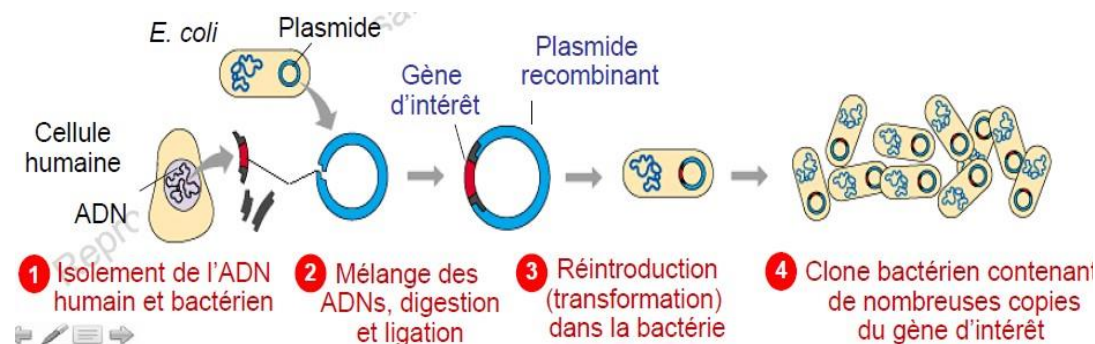 E. coli
Plasmide
Cellule
humaine
ADN
Gène
d'intérêt
Plasmide
recombinant
1 Isolement de l'ADN
humain et bactérien
2 Mélange des
ADNs, digestion
et ligation
3 Réintroduction
(transformation)
dans la bactérie
4 Clone bactérien contenant
de nombreuses copies
du gène d'intérêt